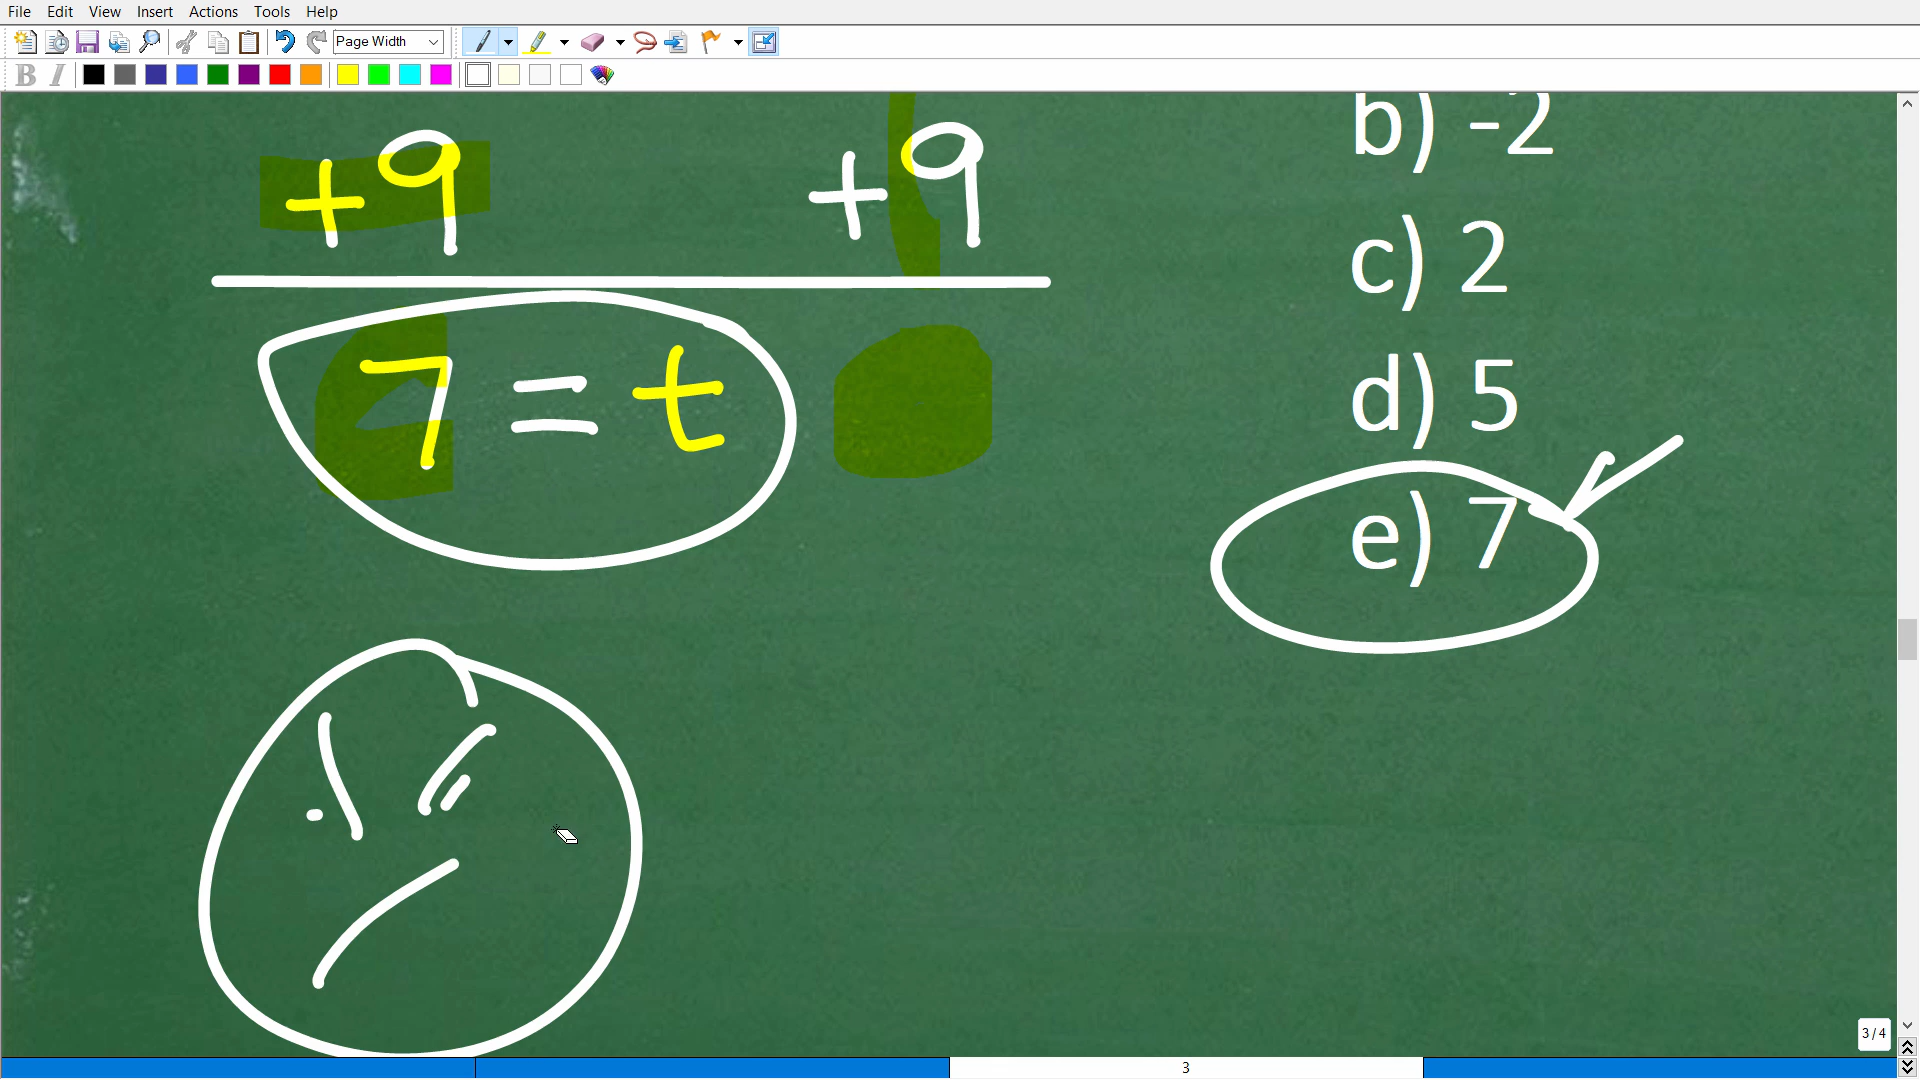 File Edit View Insert Actions Tools Help
Page Width
B I
+9 +9
7 = t
b) -2
c) 2
d) 5
e) 7
3 / 4
3